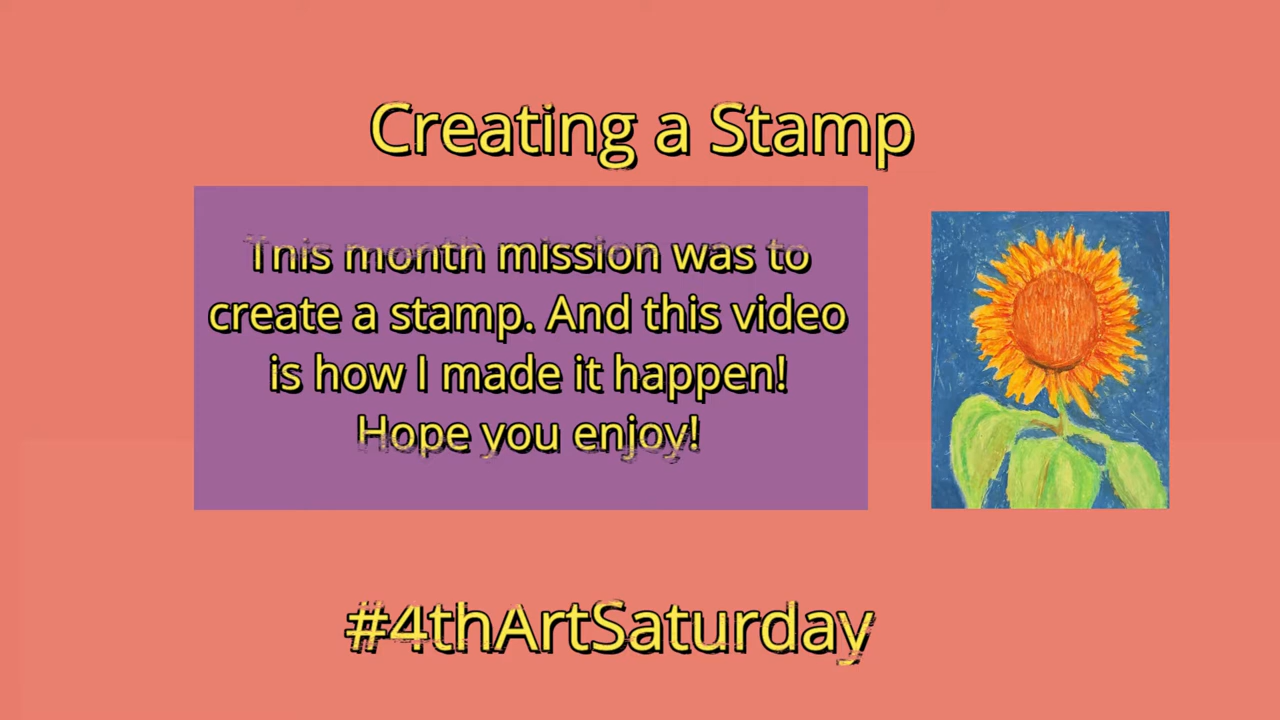 Creating a Stamp
This month mission was to
create a stamp. And this video
is how I made it happen!
Hope you enjoy!
#4thArtSaturday